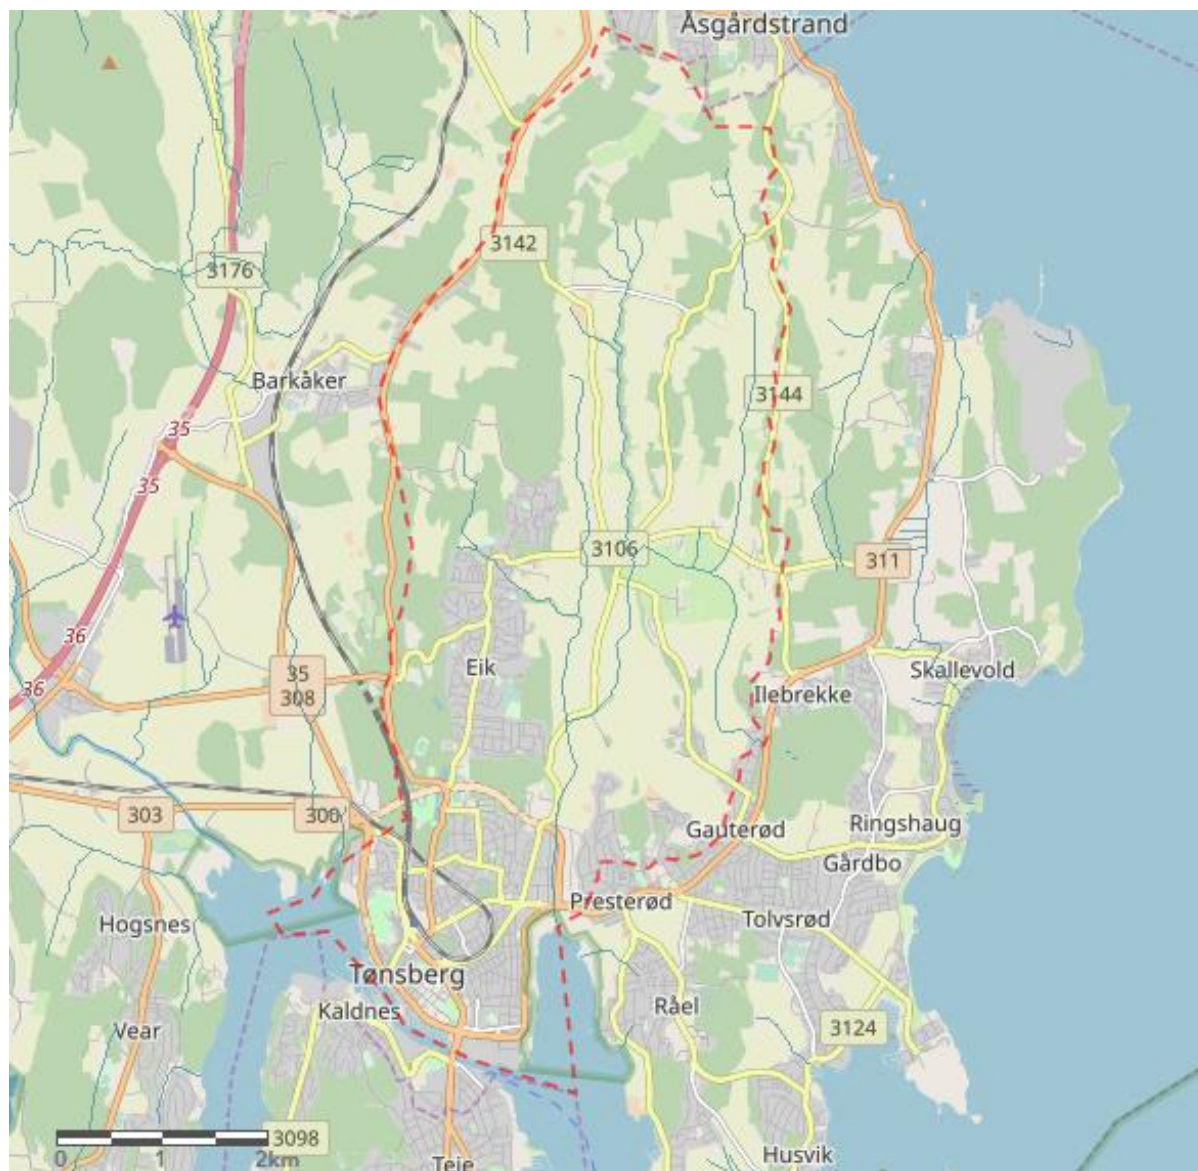 Åsgårdstrand
3142
3176
Barkåker
3144
35
35
3106
311
36
Eik
35
308
Skallevold
36
Ilebrekke
303
300
Gauterød
Ringshaug
Gårdbo
Presterød
Hogsnes
Tolvsrød
Tønsberg
Kaldnes
Råel
Vear
3124
3098
0 1 2km
Teie
Husvik